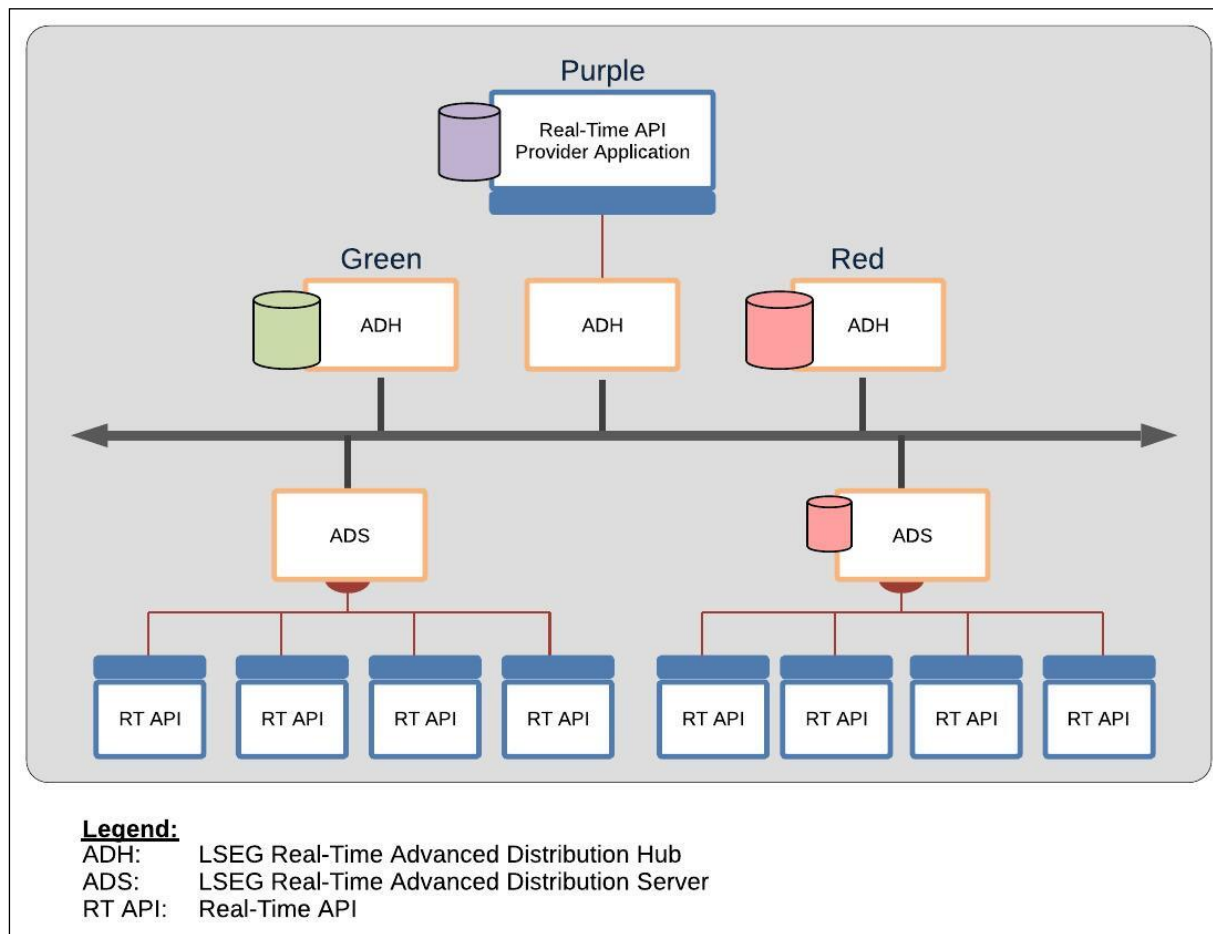 Purple
Real-Time API
Provider Application
Green
Red
ADH
ADH
ADH
ADS
ADS
RT API
RT API
RT API
RT API
RT API
RT API
RT API
RT API
Legend:
ADH: LSEG Real-Time Advanced Distribution Hub
ADS: LSEG Real-Time Advanced Distribution Server
RT API: Real-Time API